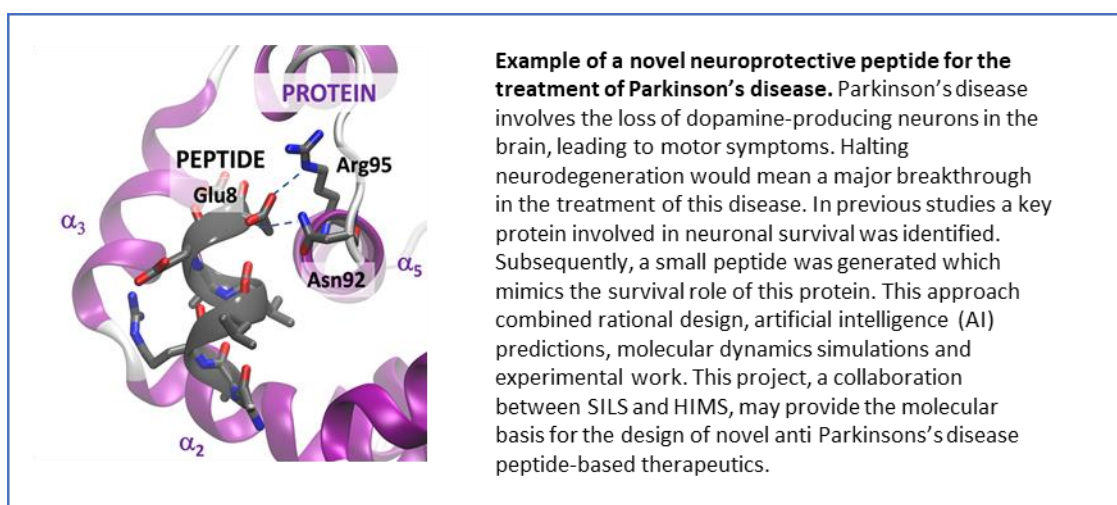 PROTEIN
PEPTIDE
Arg95
Glu8
α3
α5
Asn92
α2
Example of a novel neuroprotective peptide for the
treatment of Parkinson’s disease. Parkinson’s disease
involves the loss of dopamine-producing neurons in the
brain, leading to motor symptoms. Halting
neurodegeneration would mean a major breakthrough
in the treatment of this disease. In previous studies a key
protein involved in neuronal survival was identified.
Subsequently, a small peptide was generated which
mimics the survival role of this protein. This approach
combined rational design, artificial intelligence (AI)
predictions, molecular dynamics simulations and
experimental work. This project, a collaboration
between SILS and HIMS, may provide the molecular
basis for the design of novel anti Parkinsons’s disease
peptide-based therapeutics.